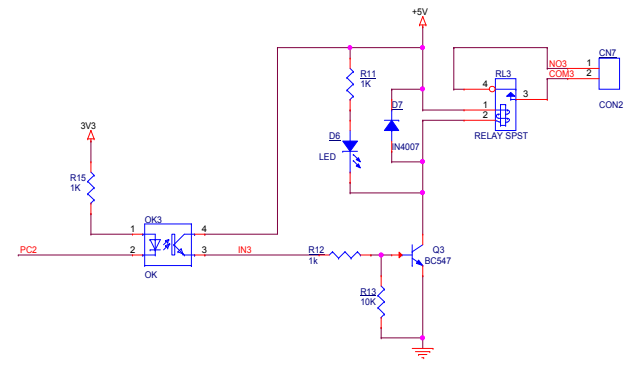 +5V
CN7
NO3 1
COM3 2
CON2
RL3
4
3
1
2
RELAY SPST
R11
1K
D7
IN4007
D6
LED
3V3
R15
1K
OK3
1
4
PC2 2
3 IN3
OK
R12
1k
Q3
BC547
R13
10K